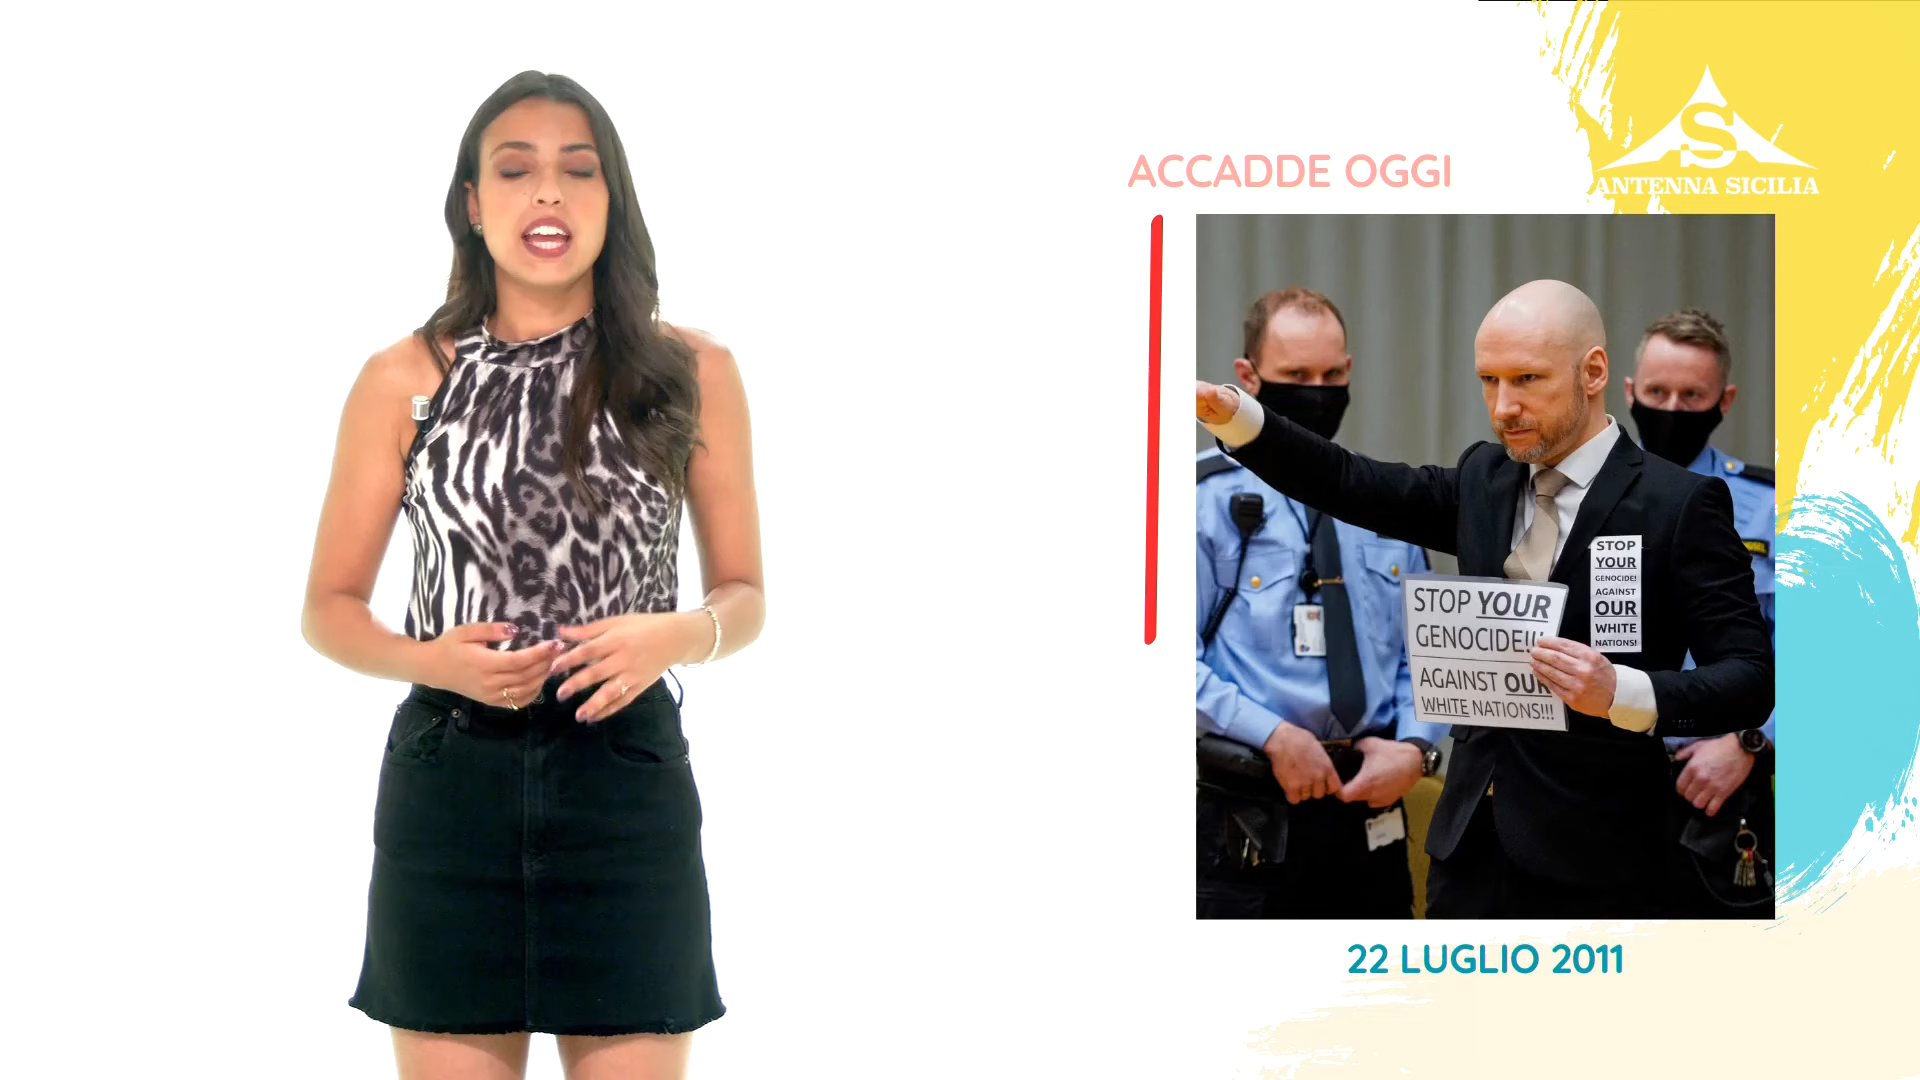 ACCADDE OGGI
S
ANTENNA SICILIA
STOP YOUR
GENOCIDE!!!
AGAINST OUR
WHITE NATIONS!!!
STOP
YOUR
GENOCIDE!
AGAINST
OUR
WHITE
NATIONS!
22 LUGLIO 2011